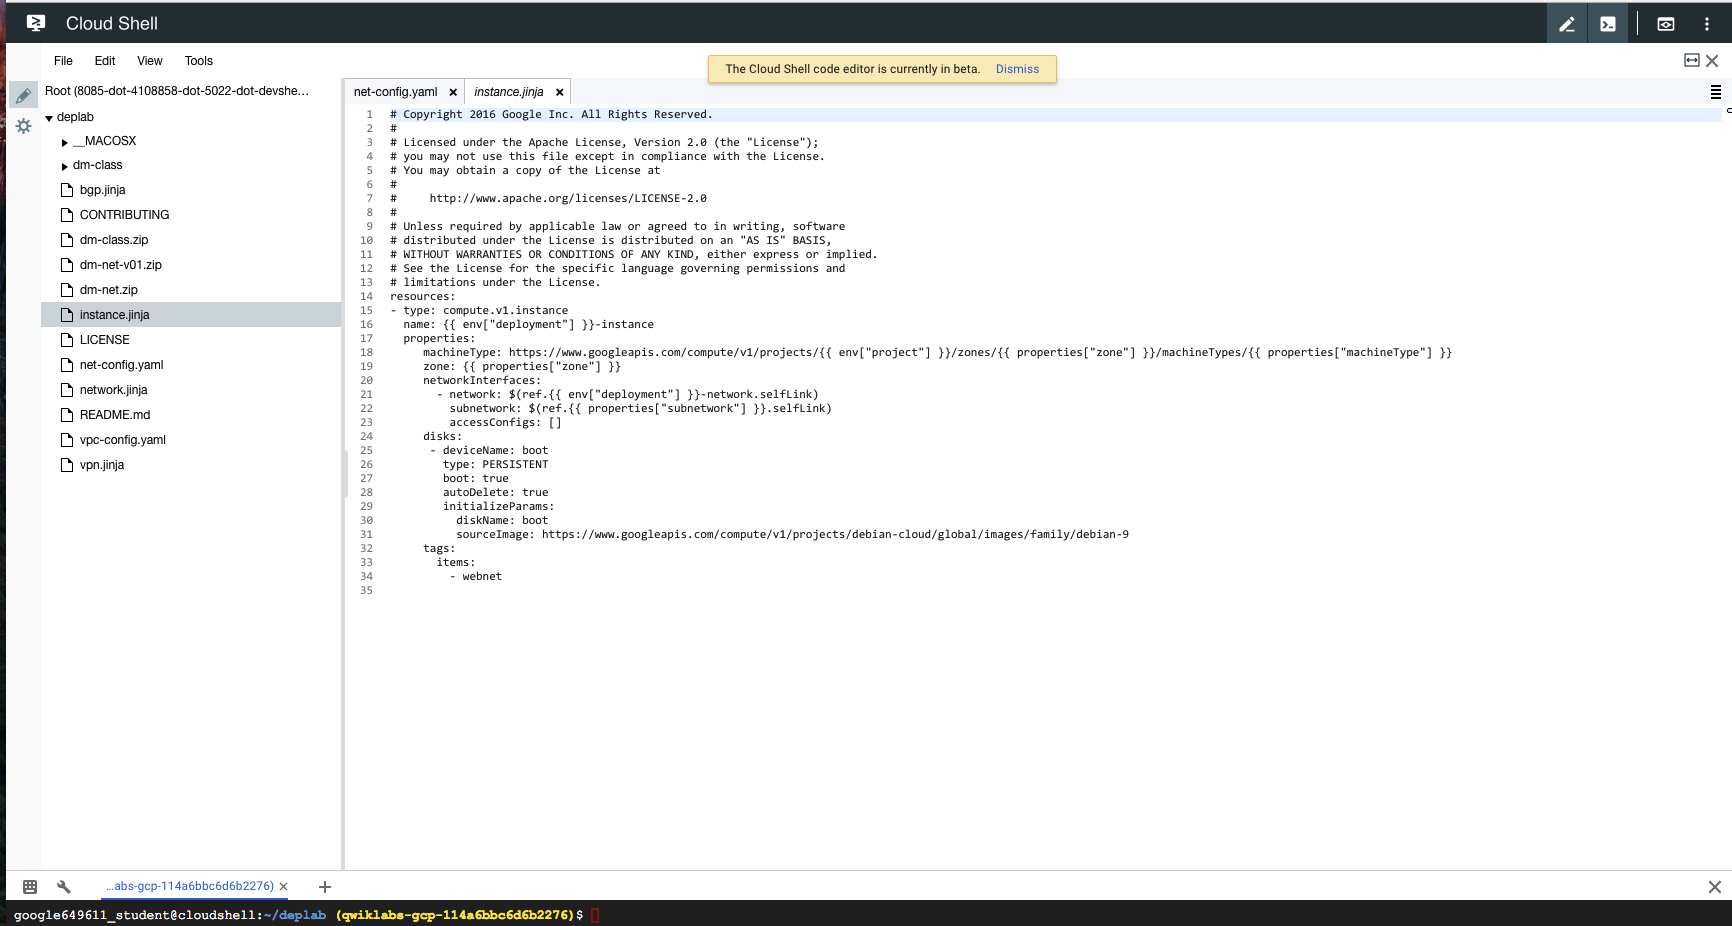 Cloud Shell
File Edit View Tools
The Cloud Shell code editor is currently in beta. Dismiss
Root (8085-dot-4108858-dot-5022-dot-devshe...
deplab
__MACOSX
dm-class
bgp.jinja
CONTRIBUTING
dm-class.zip
dm-net-v01.zip
dm-net.zip
instance.jinja
LICENSE
net-config.yaml
network.jinja
README.md
vpc-config.yaml
vpn.jinja
net-config.yaml × instance.jinja ×
1 # Copyright 2016 Google Inc. All Rights Reserved.
2 #
3 # Licensed under the Apache License, Version 2.0 (the "License");
4 # you may not use this file except in compliance with the License.
5 # You may obtain a copy of the License at
6 #
7 #     http://www.apache.org/licenses/LICENSE-2.0
8 #
9 # Unless required by applicable law or agreed to in writing, software
10 # distributed under the License is distributed on an "AS IS" BASIS,
11 # WITHOUT WARRANTIES OR CONDITIONS OF ANY KIND, either express or implied.
12 # See the License for the specific language governing permissions and
13 # limitations under the License.
14 resources:
15 - type: compute.v1.instance
16   name: {{ env["deployment"] }}-instance
17   properties:
18      machineType: https://www.googleapis.com/compute/v1/projects/{{ env["project"] }}/zones/{{ properties["zone"] }}/machineTypes/{{ properties["machineType"] }}
19      zone: {{ properties["zone"] }}
20      networkInterfaces:
21        - network: $(ref.{{ env["deployment"] }}-network.selfLink)
22          subnetwork: $(ref.{{ properties["subnetwork"] }}.selfLink)
23          accessConfigs: []
24      disks:
25       - deviceName: boot
26         type: PERSISTENT
27         boot: true
28         autoDelete: true
29         initializeParams:
30           diskName: boot
31           sourceImage: https://www.googleapis.com/compute/v1/projects/debian-cloud/global/images/family/debian-9
32      tags:
33        items:
34          - webnet
35
...abs-gcp-114a6bbc6d6b2276) × +
google649611_student@cloudshell:~/deplab (qwiklabs-gcp-114a6bbc6d6b2276)$